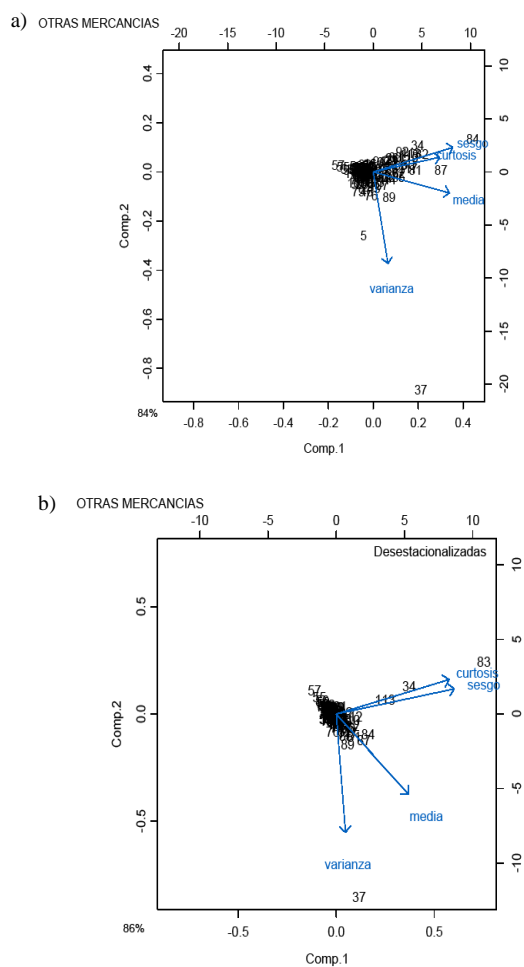 a) OTRAS MERCANCIAS
-20 -15 -10 -5 0 5 10
0.4
0.2
0.0
-0.2
-0.4
-0.6
-0.8
Comp.2
10
5
0
-5
-10
-15
-20
84
34
sesgo
curtosis
57
81 87
media
89
5
varianza
37
84%
-0.8 -0.6 -0.4 -0.2 0.0 0.2 0.4
Comp.1
b) OTRAS MERCANCIAS
-10 -5 0 5 10
Desestacionalizadas
0.5
0.0
-0.5
Comp.2
10
5
0
-5
-10
83
curtosis
34
sesgo
57
113
84
87
89
media
varianza
37
86%
-0.5 0.0 0.5
Comp.1